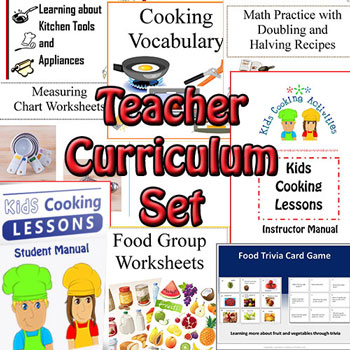 Learning about
Kitchen Tools
and
Appliances
Cooking
Vocabulary
Math Practice with
Doubling and
Halving Recipes
Measuring
Chart Worksheets
Teacher
Curriculum
Set
Kids Cooking Activities
Kids
Cooking
Lessons
Instructor Manual
Kids Cooking
LESSONS
Student Manual
Food Group
Worksheets
Food Trivia Card Game
Learning more about fruit and vegetables through trivia